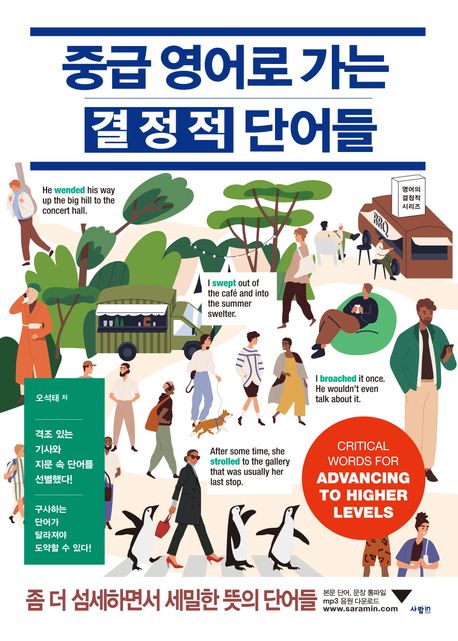 중급 영어로 가는
결정적 단어들
He wended his way
up the big hill to the
concert hall.
영어의
결정적
시리즈
BBQ
I swept out of
the café and into
the summer
swelter.
I broached it once.
He wouldn't even
talk about it.
오석태 저
격조 있는
기사와
지문 속 단어를
선별했다!
구사하는
단어가
달라져야
도약할 수 있다!
After some time, she
strolled to the gallery
that was usually her
last stop.
CRITICAL
WORDS FOR
ADVANCING
TO HIGHER
LEVELS
좀 더 섬세하면서 세밀한 뜻의 단어들
본문 단어, 문장 통파일
mp3 음원 다운로드
www.saramin.com
사람in